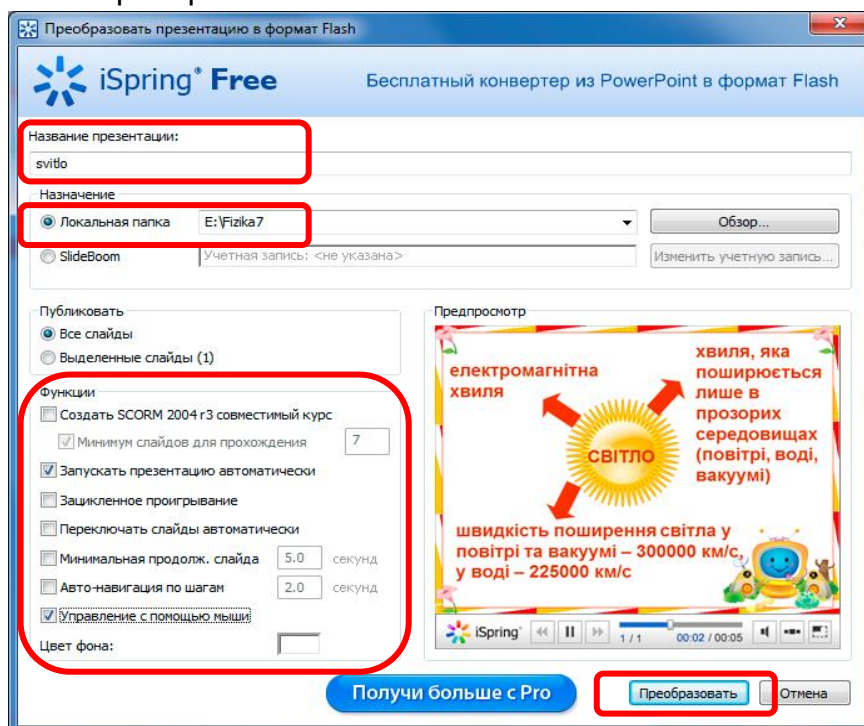 Преобразовать презентацию в формат Flash
iSpring® Free
Бесплатный конвертер из PowerPoint в формат Flash
Название презентации:
svitlo
Назначение
Локальная папка E:\Fizika7 Обзор...
SlideBoom Учетная запись: <не указана> Изменить учетную запись...
Публиковать
Все слайды
Выделенные слайды (1)
Функции
Создать SCORM 2004 r3 совместимый курс
Минимум слайдов для прохождения 7
Запускать презентацию автоматически
Зацикленное проигрывание
Переключать слайды автоматически
Минимальная продолж. слайда 5.0 секунд
Авто-навигация по шагам 2.0 секунд
Управление с помощью мыши
Цвет фона:
Предпросмотр
електромагнітна
хвиля
хвиля, яка
поширюється
лише в
прозорих
середовищах
(повітрі, воді,
вакуумі)
СВІТЛО
швидкість поширення світла у
повітрі та вакуумі – 300000 км/с,
у воді – 225000 км/с
iSpring® 1 / 1 00:02 / 00:05
Получи больше с Pro
Преобразовать Отмена